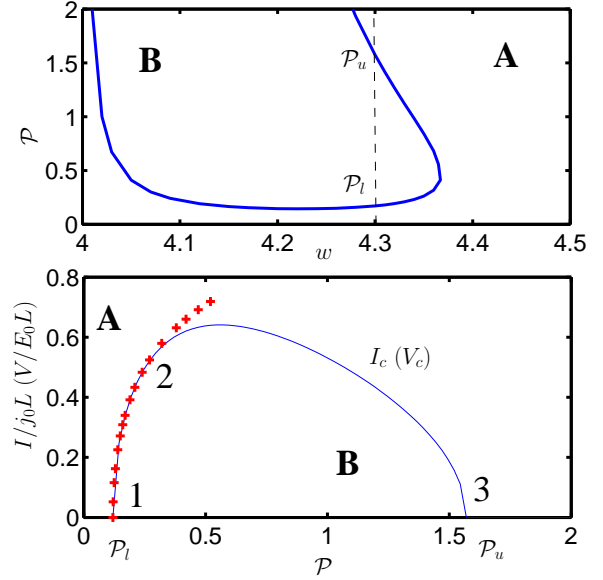 2
1.5
1
0.5
0
𝒫
B
A
𝒫_u
𝒫_l
4 4.1 4.2 4.3 4.4 4.5
w
0.8
0.6
0.4
0.2
0
I/j_0L (V/E_0L)
A
I_c (V_c)
2
B
1
3
0 0.5 1 1.5 2
𝒫_l 𝒫 𝒫_u